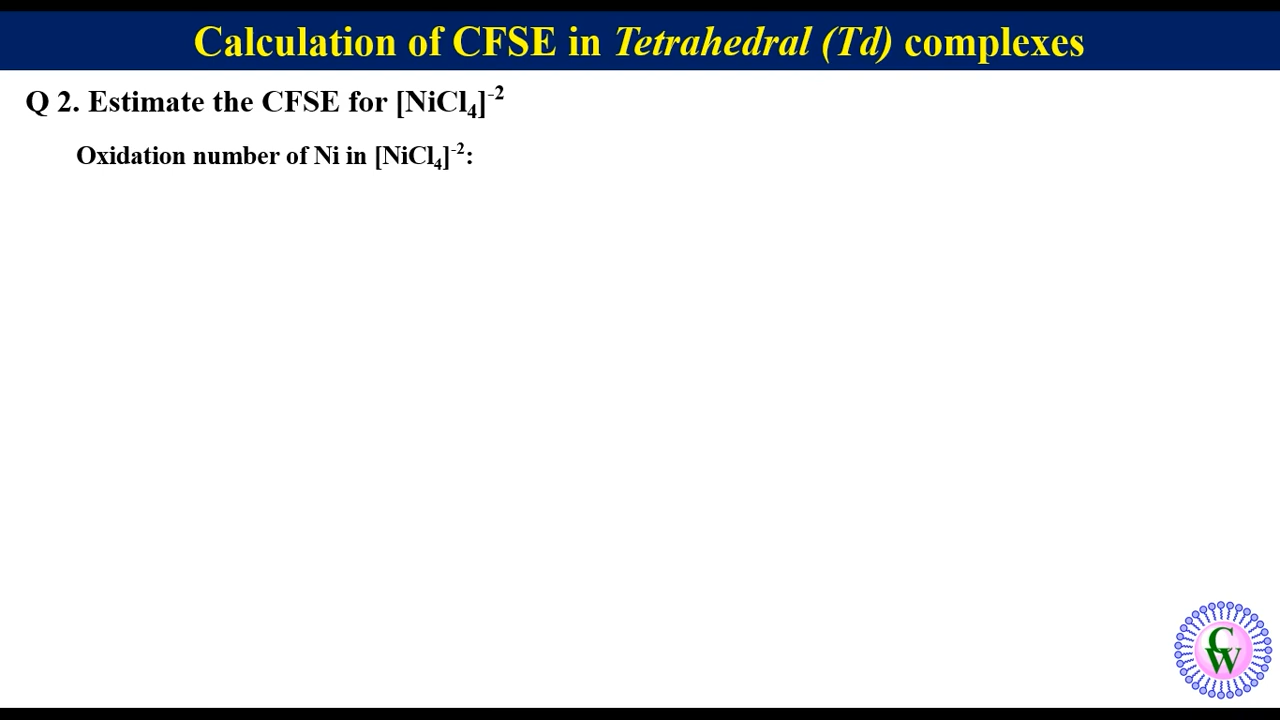 Calculation of CFSE in Tetrahedral (Td) complexes
Q 2. Estimate the CFSE for [NiCl₄]⁻²
Oxidation number of Ni in [NiCl₄]⁻²:
CW